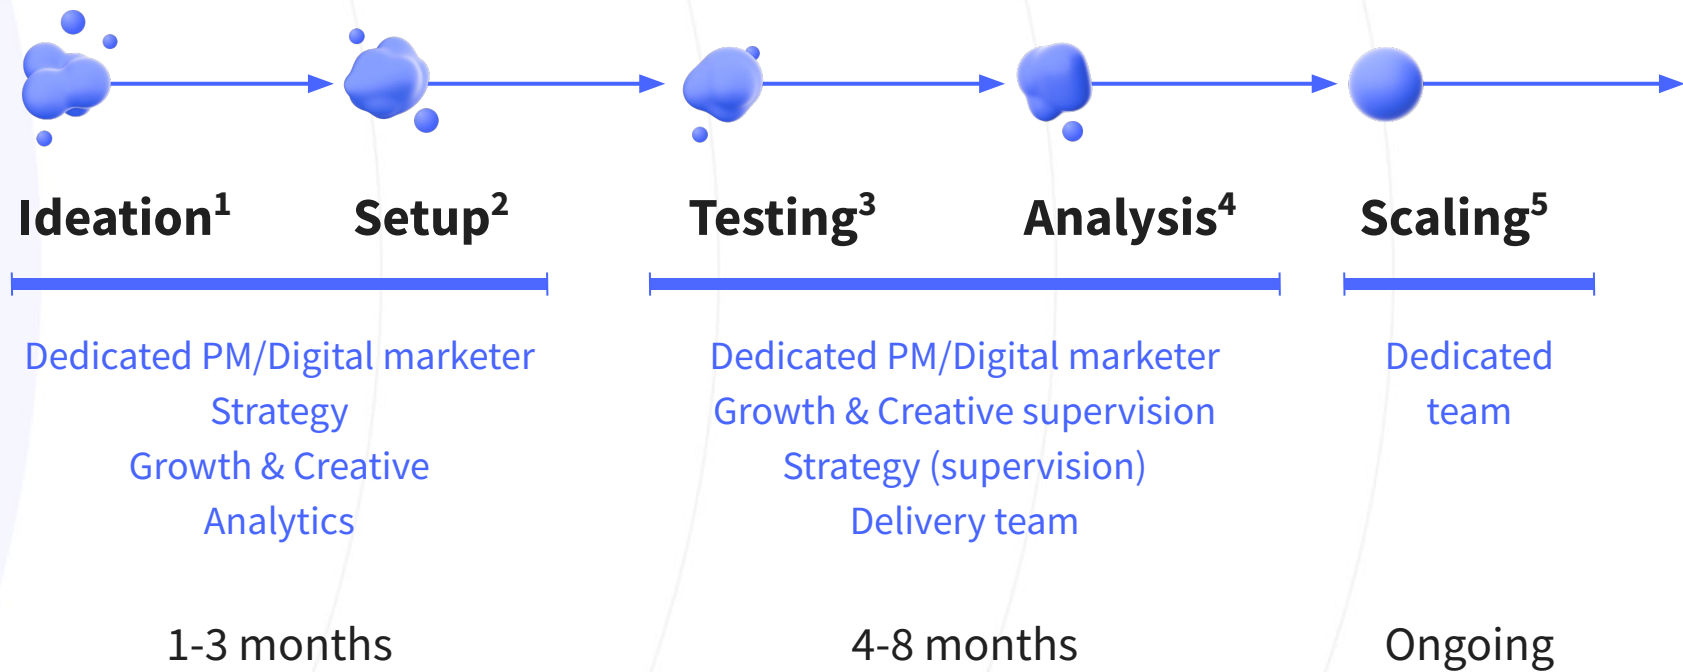 Ideation¹
Setup²
Testing³
Analysis⁴
Scaling⁵
Dedicated PM/Digital marketer
Strategy
Growth & Creative
Analytics
Dedicated PM/Digital marketer
Growth & Creative supervision
Strategy (supervision)
Delivery team
Dedicated
team
1-3 months
4-8 months
Ongoing